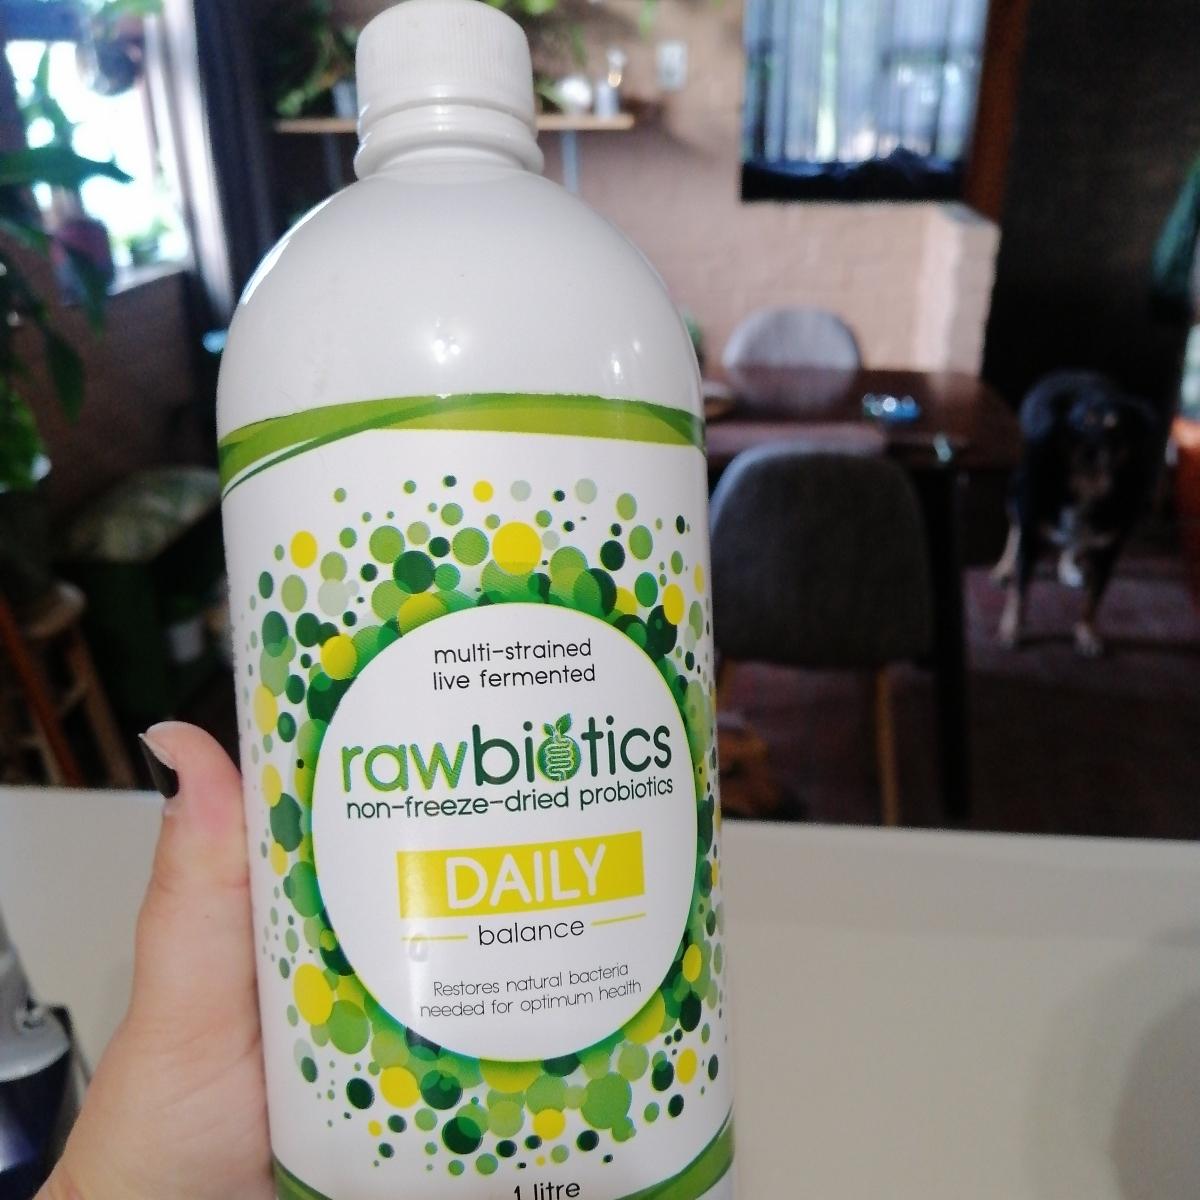 multi-strained
live fermented
rawbiotics
non-freeze-dried probiotics
DAILY
balance
Restores natural bacteria
needed for optimum health
1 litre